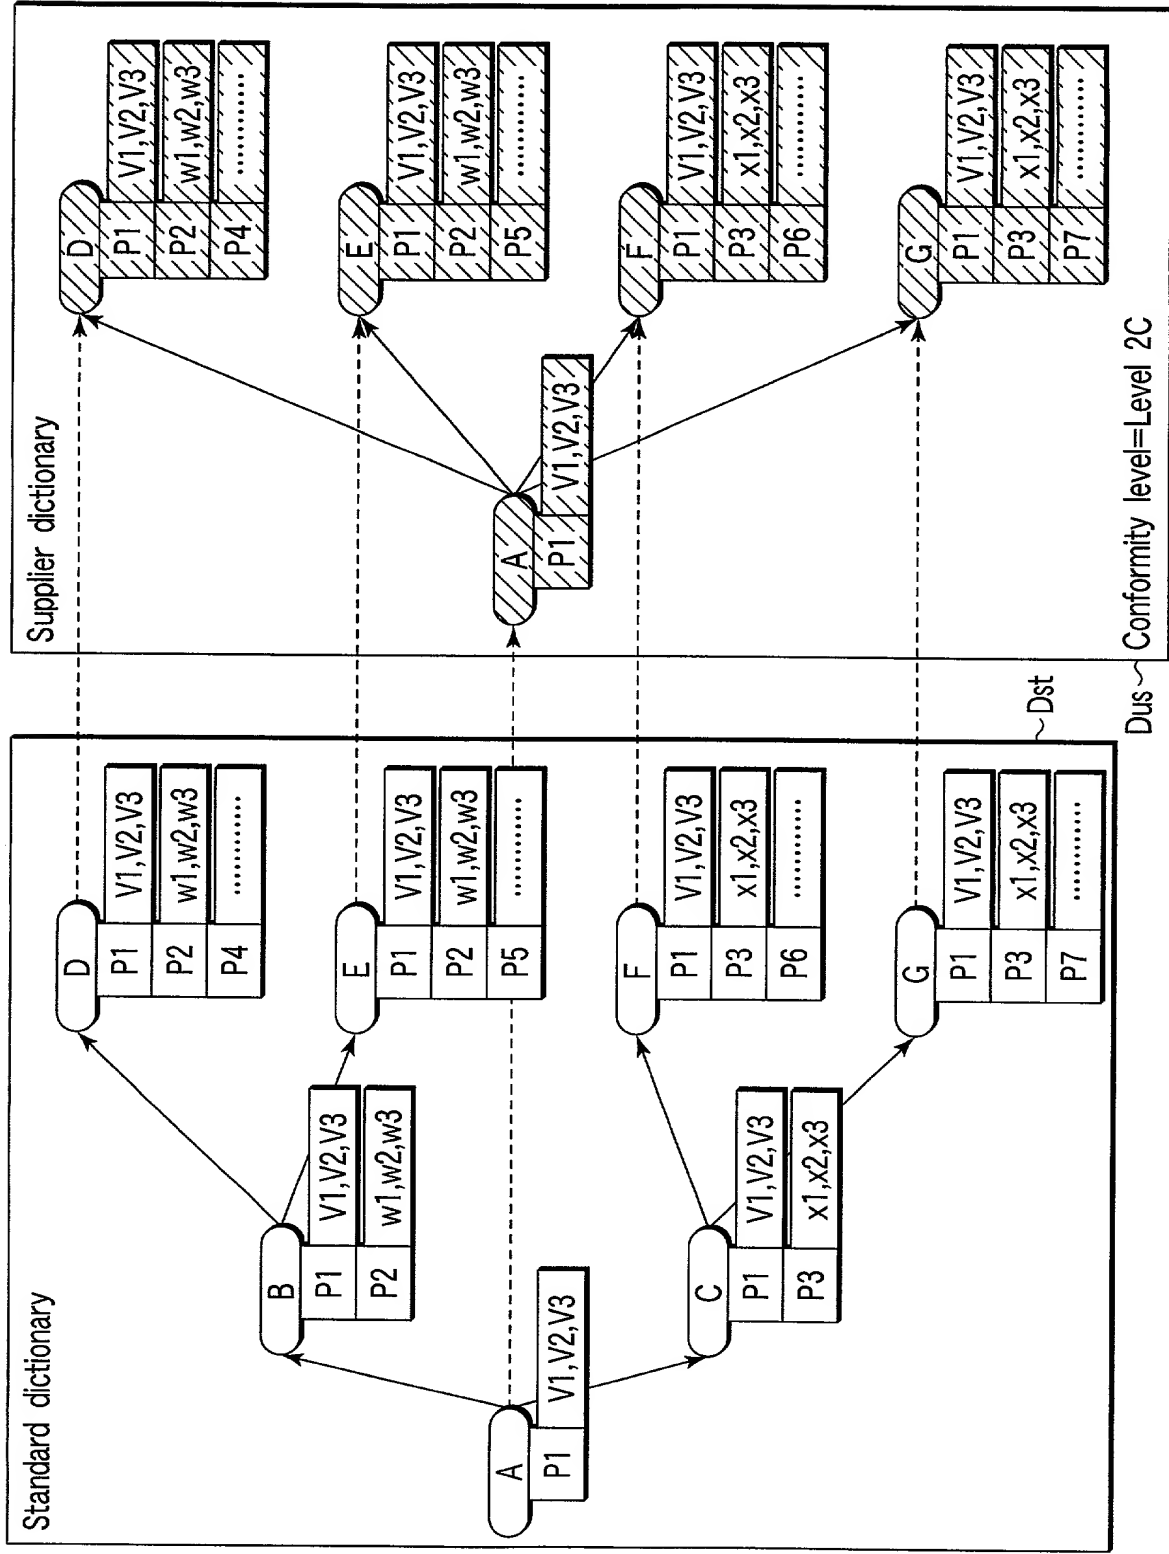 Standard dictionary
A
P1 V1,V2,V3
B
P1 V1,V2,V3
P2 w1,w2,w3
C
P1 V1,V2,V3
P3 x1,x2,x3
D
P1 V1,V2,V3
P2 w1,w2,w3
P4 ..........
E
P1 V1,V2,V3
P2 w1,w2,w3
P5 ..........
F
P1 V1,V2,V3
P3 x1,x2,x3
P6 ..........
G
P1 V1,V2,V3
P3 x1,x2,x3
P7 ..........
Dst
Supplier dictionary
A
P1 V1,V2,V3
D
P1 V1,V2,V3
P2 w1,w2,w3
P4 ..........
E
P1 V1,V2,V3
P2 w1,w2,w3
P5 ..........
F
P1 V1,V2,V3
P3 x1,x2,x3
P6 ..........
G
P1 V1,V2,V3
P3 x1,x2,x3
P7 ..........
Dus
Conformity level=Level 2C